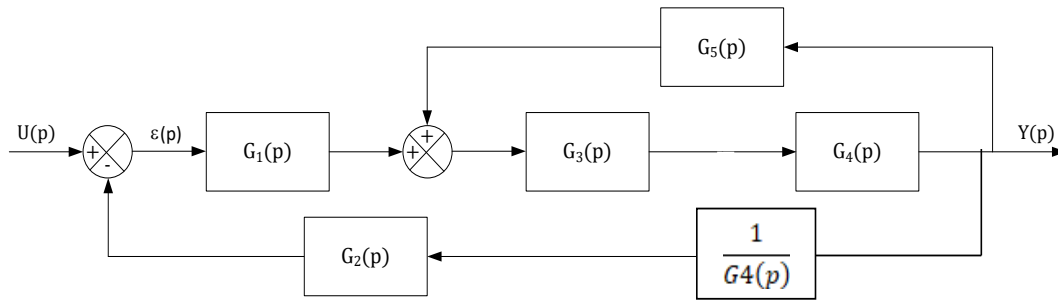 G₅(p)
U(p)
+
-
ε(p)
G₁(p)
+
+
G₃(p)
G₄(p)
Y(p)
G₂(p)
1
G4(p)